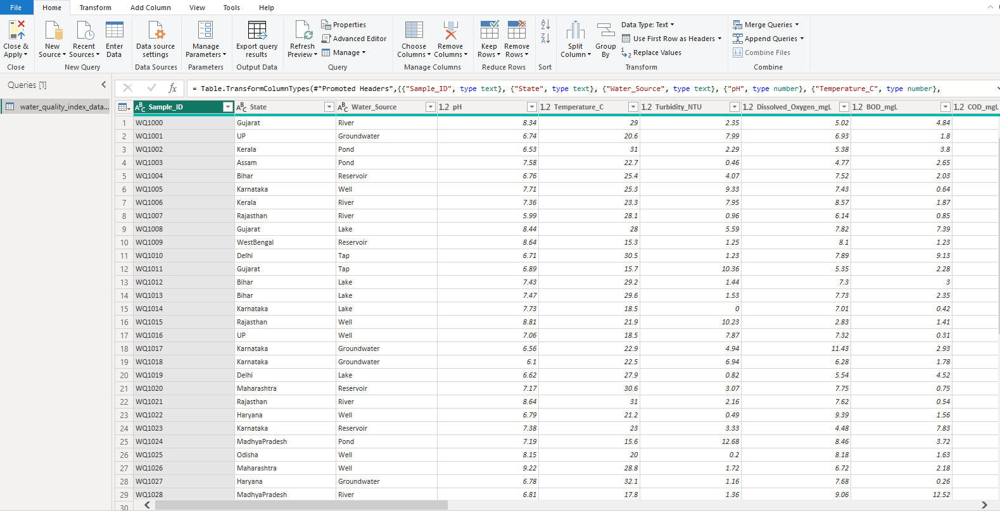 File Home Transform Add Column View Tools Help
Close & Apply New Source Recent Sources Enter Data Data source settings Manage Parameters Export query results Refresh Preview Properties Advanced Editor Manage Choose Columns Remove Columns Keep Rows Remove Rows Split Column Group By Data Type: Text Use First Row as Headers Replace Values Merge Queries Append Queries Combine Files
Close New Query Data Sources Parameters Output Data Query Manage Columns Reduce Rows Sort Transform Combine
Queries [1]
fx = Table.TransformColumnTypes(#"Promoted Headers",{{"Sample_ID", type text}, {"State", type text}, {"Water_Source", type text}, {"pH", type number}, {"Temperature_C", type number},
water_quality_index_data...
Sample_ID State Water_Source 1.2 pH 1.2 Temperature_C 1.2 Turbidity_NTU 1.2 Dissolved_Oxygen_mgL 1.2 BOD_mgL 1.2 COD_mgL
1 WQ1000 Gujarat River 8.34 29 2.35 5.02 4.84
2 WQ1001 UP Groundwater 6.74 20.6 7.99 6.93 1.8
3 WQ1002 Kerala Pond 6.53 31 2.29 5.38 3.8
4 WQ1003 Assam Pond 7.58 22.7 0.46 4.77 2.65
5 WQ1004 Bihar Reservoir 6.76 25.4 4.07 7.52 2.03
6 WQ1005 Karnataka Well 7.71 25.3 9.33 7.43 0.64
7 WQ1006 Kerala River 7.36 23.3 7.95 8.57 1.87
8 WQ1007 Rajasthan River 5.99 28.1 0.96 6.14 0.85
9 WQ1008 Gujarat Lake 8.44 28 5.59 7.82 7.39
10 WQ1009 WestBengal Reservoir 8.64 15.3 1.25 8.1 1.23
11 WQ1010 Delhi Tap 6.71 30.5 1.23 7.89 9.13
12 WQ1011 Gujarat Tap 6.89 15.7 10.36 5.35 2.28
13 WQ1012 Bihar Lake 7.43 29.2 1.44 7.3 3
14 WQ1013 Bihar Lake 7.47 29.6 1.53 7.73 2.35
15 WQ1014 Karnataka Lake 7.73 18.5 0 7.01 0.42
16 WQ1015 Rajasthan Well 8.81 21.9 10.23 2.83 1.41
17 WQ1016 UP Well 7.06 18.5 7.87 7.32 0.31
18 WQ1017 Karnataka Groundwater 6.56 22.9 4.94 11.43 2.93
19 WQ1018 Karnataka Groundwater 6.1 22.5 6.94 6.28 1.78
20 WQ1019 Delhi Lake 6.62 27.9 0.82 5.54 4.52
21 WQ1020 Maharashtra Reservoir 7.17 30.6 3.07 7.75 0.75
22 WQ1021 Rajasthan River 8.64 31 2.16 7.62 0.54
23 WQ1022 Haryana Well 6.79 21.2 0.49 9.39 1.56
24 WQ1023 Karnataka Reservoir 7.38 23 3.33 4.48 7.83
25 WQ1024 MadhyaPradesh Pond 7.19 15.6 12.68 8.46 3.72
26 WQ1025 Odisha Well 8.15 20 0.2 8.18 1.63
27 WQ1026 Maharashtra Well 9.22 28.8 1.72 6.72 2.18
28 WQ1027 Haryana Groundwater 6.78 32.1 1.16 7.68 0.26
29 WQ1028 MadhyaPradesh River 6.81 17.8 1.36 9.06 12.52
30